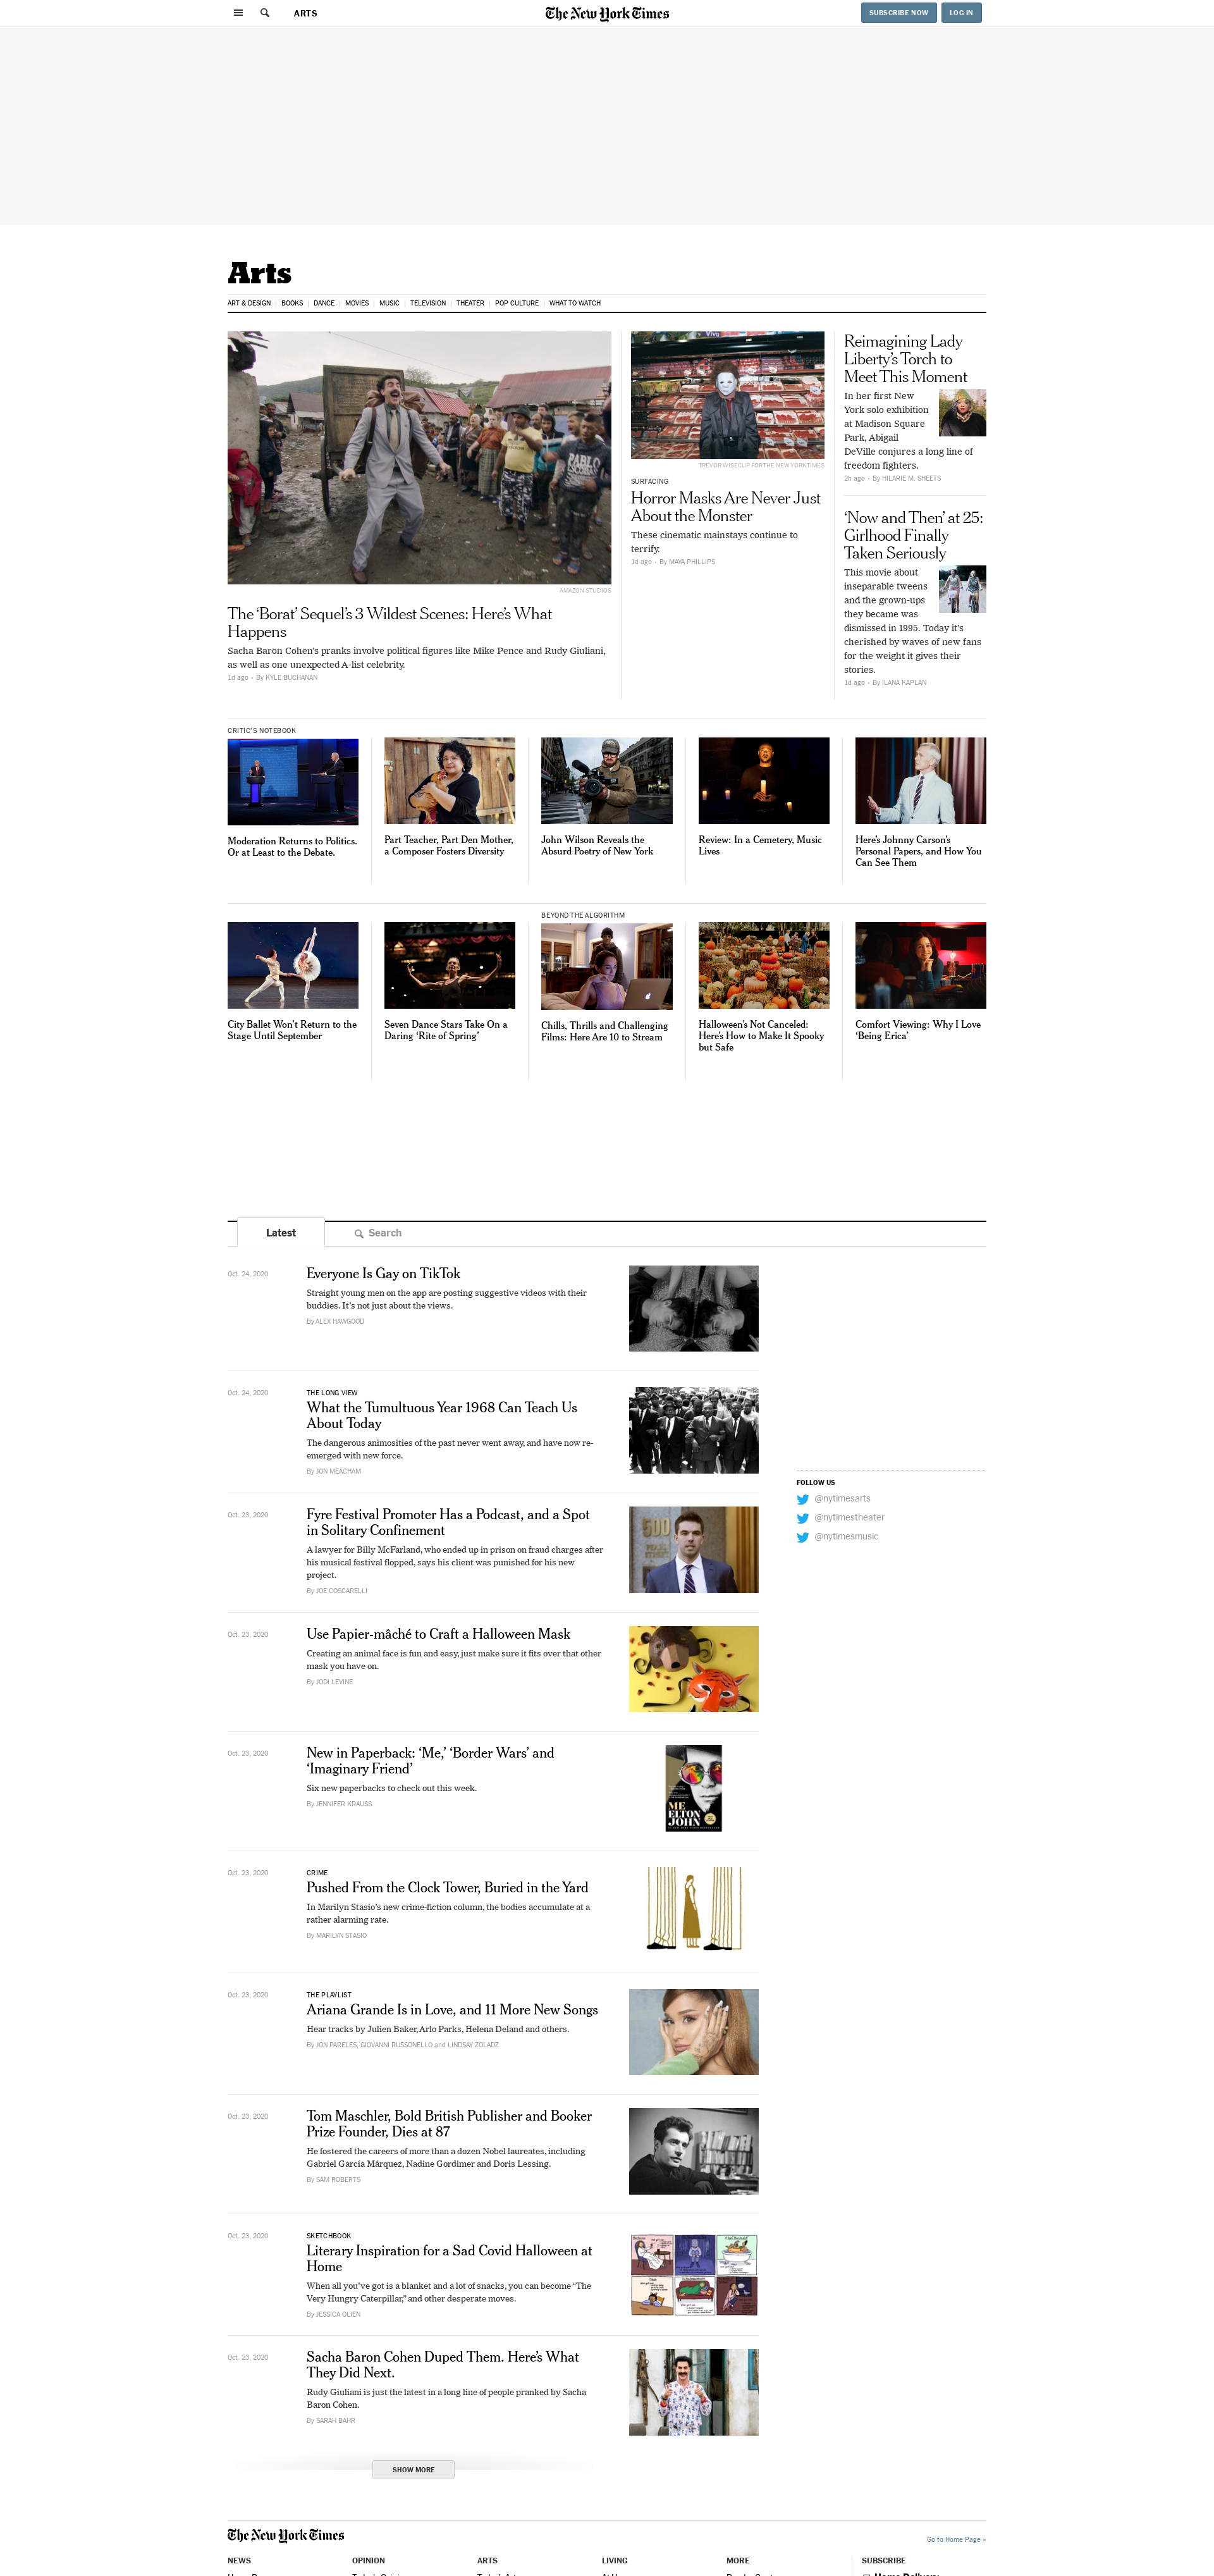 ARTS
The New York Times
SUBSCRIBE NOW
LOG IN
Arts
ART & DESIGN
BOOKS
DANCE
MOVIES
MUSIC
TELEVISION
THEATER
POP CULTURE
WHAT TO WATCH
AMAZON STUDIOS
The ‘Borat’ Sequel’s 3 Wildest Scenes: Here’s What
Happens
Sacha Baron Cohen’s pranks involve political figures like Mike Pence and Rudy Giuliani,
as well as one unexpected A-list celebrity.
1d ago - By KYLE BUCHANAN
TREVOR WISECUP FOR THE NEW YORK TIMES
SURFACING
Horror Masks Are Never Just
About the Monster
These cinematic mainstays continue to
terrify.
1d ago - By MAYA PHILLIPS
Reimagining Lady
Liberty’s Torch to
Meet This Moment
In her first New
York solo exhibition
at Madison Square
Park, Abigail
DeVille conjures a long line of
freedom fighters.
2h ago - By HILARIE M. SHEETS
‘Now and Then’ at 25:
Girlhood Finally
Taken Seriously
This movie about
inseparable tweens
and the grown-ups
they became was
dismissed in 1995. Today it’s
cherished by waves of new fans
for the weight it gives their
stories.
1d ago - By ILANA KAPLAN
CRITIC’S NOTEBOOK
Moderation Returns to Politics.
Or at Least to the Debate.
Part Teacher, Part Den Mother,
a Composer Fosters Diversity
John Wilson Reveals the
Absurd Poetry of New York
Review: In a Cemetery, Music
Lives
Here’s Johnny Carson’s
Personal Papers, and How You
Can See Them
City Ballet Won’t Return to the
Stage Until September
Seven Dance Stars Take On a
Daring ‘Rite of Spring’
BEYOND THE ALGORITHM
Chills, Thrills and Challenging
Films: Here Are 10 to Stream
Halloween’s Not Canceled:
Here’s How to Make It Spooky
but Safe
Comfort Viewing: Why I Love
‘Being Erica’
Latest
Search
Oct. 24, 2020
Everyone Is Gay on TikTok
Straight young men on the app are posting suggestive videos with their
buddies. It’s not just about the views.
By ALEX HAWGOOD
Oct. 24, 2020
THE LONG VIEW
What the Tumultuous Year 1968 Can Teach Us
About Today
The dangerous animosities of the past never went away, and have now re-
emerged with new force.
By JON MEACHAM
FOLLOW US
@nytimesarts
@nytimestheater
@nytimesmusic
Oct. 23, 2020
Fyre Festival Promoter Has a Podcast, and a Spot
in Solitary Confinement
A lawyer for Billy McFarland, who ended up in prison on fraud charges after
his musical festival flopped, says his client was punished for his new
project.
By JOE COSCARELLI
Oct. 23, 2020
Use Papier-mâché to Craft a Halloween Mask
Creating an animal face is fun and easy, just make sure it fits over that other
mask you have on.
By JODI LEVINE
Oct. 23, 2020
New in Paperback: ‘Me,’ ‘Border Wars’ and
‘Imaginary Friend’
Six new paperbacks to check out this week.
By JENNIFER KRAUSS
ME
ELTON
JOHN
Oct. 23, 2020
CRIME
Pushed From the Clock Tower, Buried in the Yard
In Marilyn Stasio’s new crime-fiction column, the bodies accumulate at a
rather alarming rate.
By MARILYN STASIO
Oct. 23, 2020
THE PLAYLIST
Ariana Grande Is in Love, and 11 More New Songs
Hear tracks by Julien Baker, Arlo Parks, Helena Deland and others.
By JON PARELES, GIOVANNI RUSSONELLO and LINDSAY ZOLADZ
Oct. 23, 2020
Tom Maschler, Bold British Publisher and Booker
Prize Founder, Dies at 87
He fostered the careers of more than a dozen Nobel laureates, including
Gabriel García Márquez, Nadine Gordimer and Doris Lessing.
By SAM ROBERTS
Oct. 23, 2020
SKETCHBOOK
Literary Inspiration for a Sad Covid Halloween at
Home
When all you’ve got is a blanket and a lot of snacks, you can become “The
Very Hungry Caterpillar,” and other desperate moves.
By JESSICA OLIEN
Oct. 23, 2020
Sacha Baron Cohen Duped Them. Here’s What
They Did Next.
Rudy Giuliani is just the latest in a long line of people pranked by Sacha
Baron Cohen.
By SARAH BAHR
SHOW MORE
The New York Times
Go to Home Page »
NEWS
OPINION
ARTS
LIVING
MORE
SUBSCRIBE